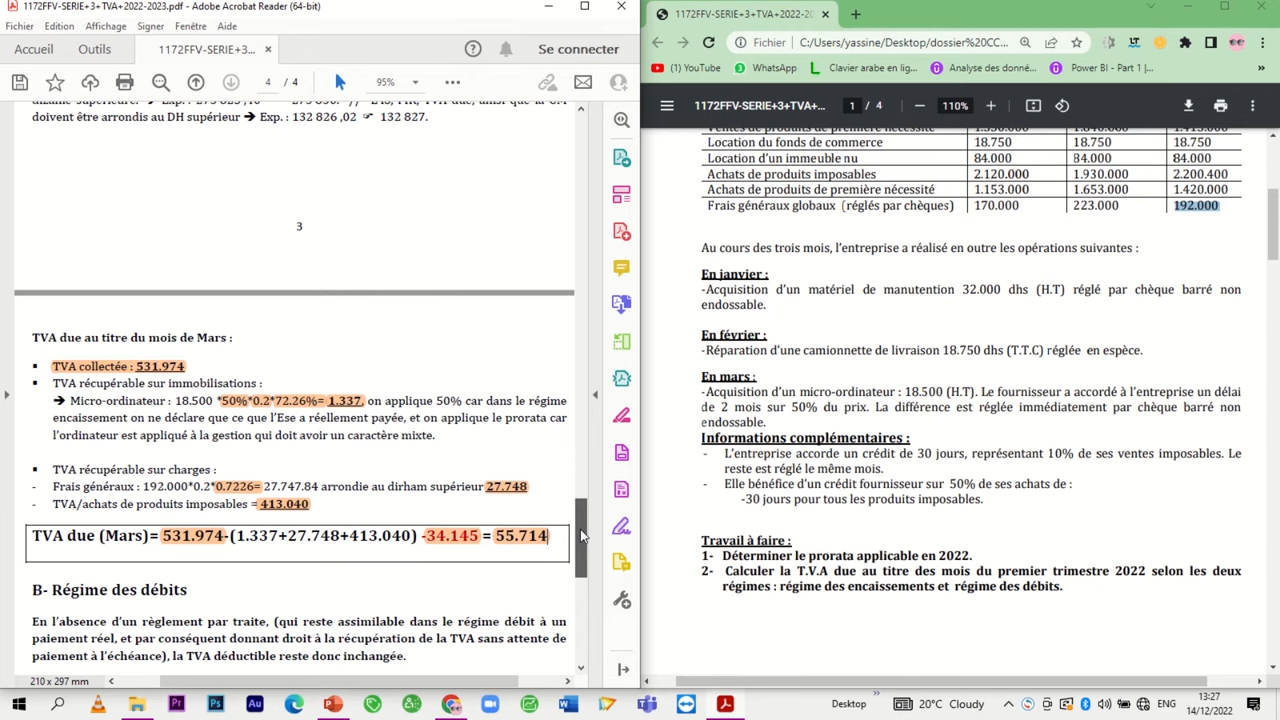 1172FFV-SERIE+3+TVA+2022-2023.pdf - Adobe Acrobat Reader (64-bit)
Fichier Edition Affichage Signer Fenêtre Aide
Accueil Outils 1172FFV-SERIE+3+... × Se connecter
4 / 4 95%
doivent être arrondis au DH supérieur ➔ Exp. : 132 826 ,02 ☞ 132 827.
3
TVA due au titre du mois de Mars :
▪ TVA collectée : 531.974
▪ TVA récupérable sur immobilisations :
➔ Micro-ordinateur : 18.500 *50%*0.2*72.26%= 1.337, on applique 50% car dans le régime
encaissement on ne déclare que ce que l'Ese a réellement payée, et on applique le prorata car
l'ordinateur est appliqué à la gestion qui doit avoir un caractère mixte.
▪ TVA récupérable sur charges :
- Frais généraux : 192.000*0.2*0.7226= 27.747.84 arrondie au dirham supérieur 27.748
- TVA/achats de produits imposables = 413.040
TVA due (Mars)= 531.974-(1.337+27.748+413.040) -34.145 = 55.714
B- Régime des débits
En l'absence d'un règlement par traite, (qui reste assimilable dans le régime débit à un
paiement réel, et par conséquent donnant droit à la récupération de la TVA sans attente de
paiement à l'échéance), la TVA déductible reste donc inchangée.
210 x 297 mm
1172FFV-SERIE+3+TVA+2022-20 ×
Fichier C:/Users/yassine/Desktop/dossier%20CC...
(1) YouTube WhatsApp Clavier arabe en lig... Analyse des donné... Power BI - Part 1 |... »
1172FFV-SERIE+3+TVA+... 1 / 4 110%
Ventes de produits de première nécessité 1.350.000 1.840.000 1.415.000
Location du fonds de commerce 18.750 18.750 18.750
Location d'un immeuble nu 84.000 84.000 84.000
Achats de produits imposables 2.120.000 1.930.000 2.200.400
Achats de produits de première nécessité 1.153.000 1.653.000 1.420.000
Frais généraux globaux (réglés par chèques) 170.000 223.000 192.000
Au cours des trois mois, l'entreprise a réalisé en outre les opérations suivantes :
En janvier :
-Acquisition d'un matériel de manutention 32.000 dhs (H.T) réglé par chèque barré non
endossable.
En février :
-Réparation d'une camionnette de livraison 18.750 dhs (T.T.C) réglée en espèce.
En mars :
-Acquisition d'un micro-ordinateur : 18.500 (H.T). Le fournisseur a accordé à l'entreprise un délai
de 2 mois sur 50% du prix. La différence est réglée immédiatement par chèque barré non
endossable.
Informations complémentaires :
- L'entreprise accorde un crédit de 30 jours, représentant 10% de ses ventes imposables. Le
reste est réglé le même mois.
- Elle bénéfice d'un crédit fournisseur sur 50% de ses achats de :
-30 jours pour tous les produits imposables.
Travail à faire :
1- Déterminer le prorata applicable en 2022.
2- Calculer la T.V.A due au titre des mois du premier trimestre 2022 selon les deux
régimes : régime des encaissements et régime des débits.
Desktop » 20°C Cloudy ENG 13:27
14/12/2022